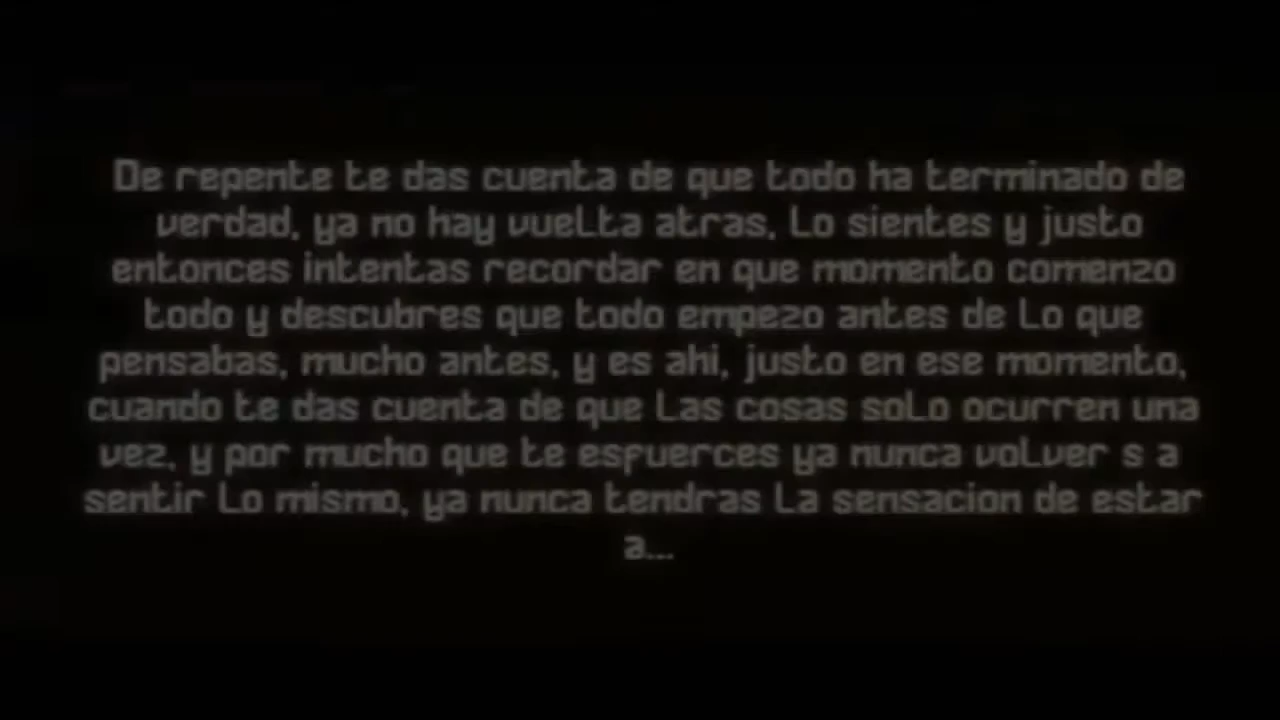 De repente te das cuenta de que todo ha terminado de
verdad, ya no hay vuelta atras, Lo sientes y justo
entonces intentas recordar en que momento comenzo
todo y descubres que todo empezo antes de Lo que
pensabas, mucho antes, y es ahi, justo en ese momento,
cuando te das cuenta de que Las cosas solo ocurren una
vez, y por mucho que te esfuerces ya nunca volver s a
sentir Lo mismo, ya nunca tendras La sensacion de estar
a...